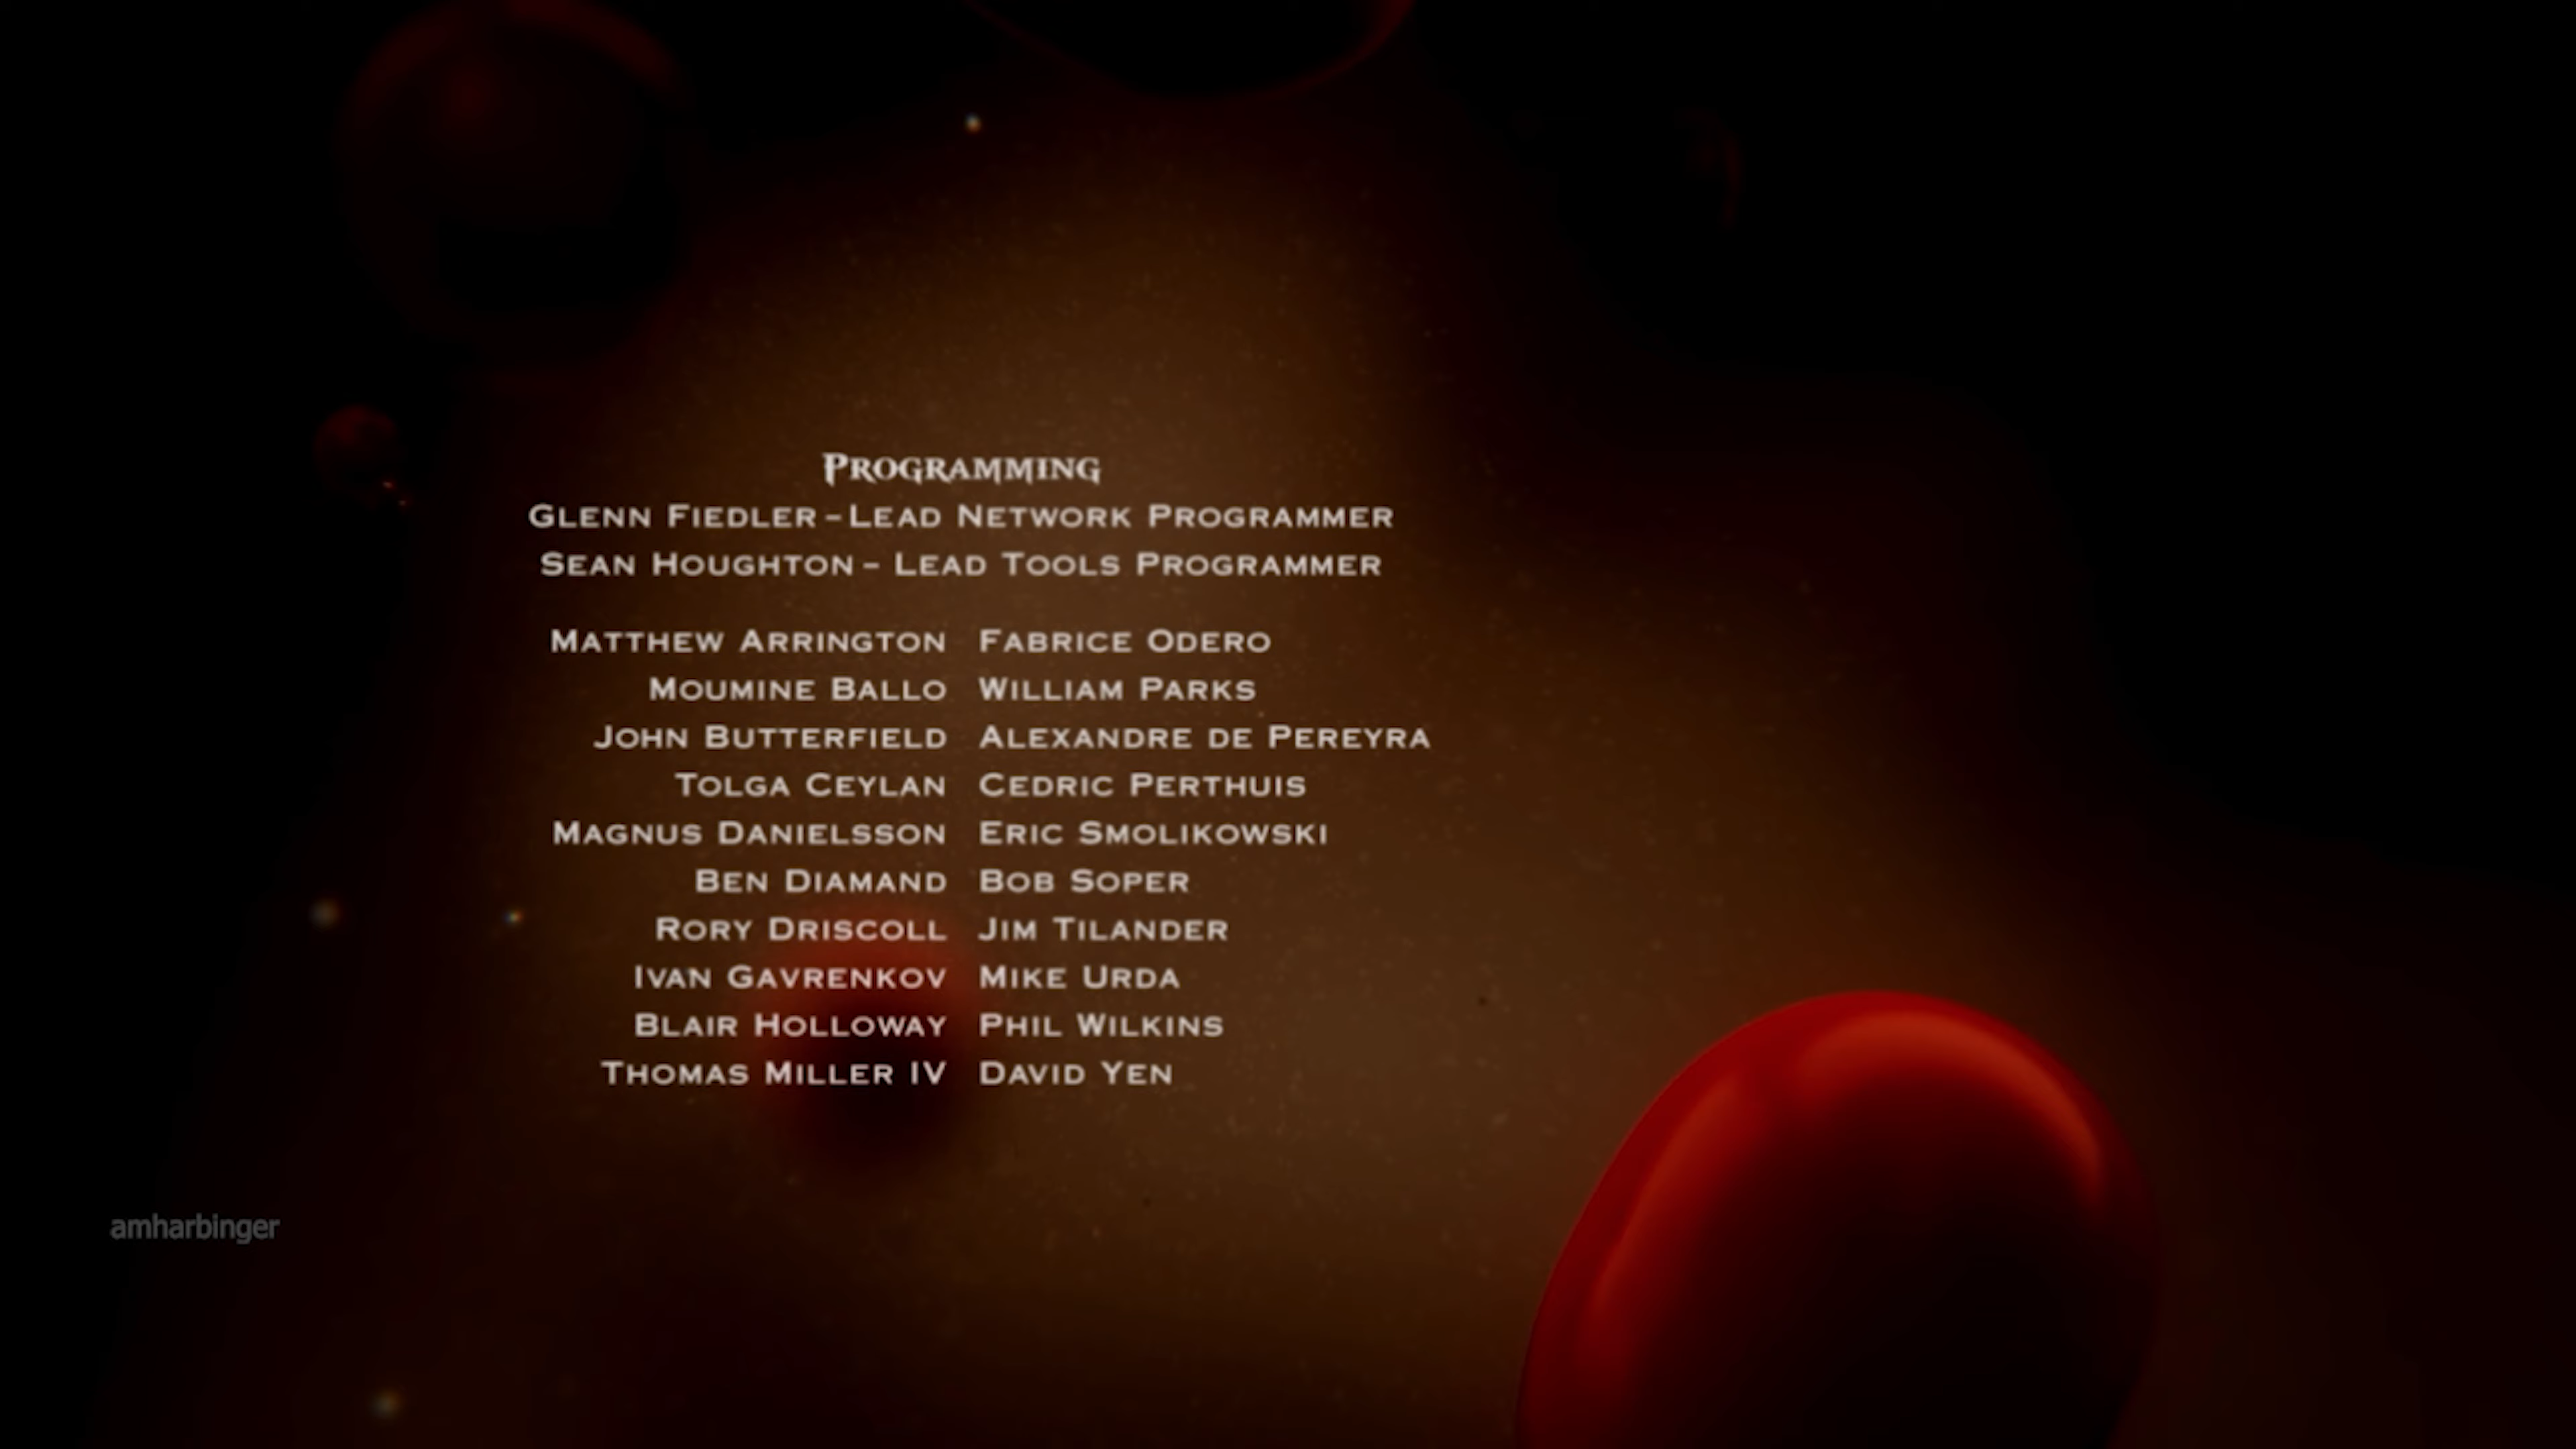 Programming
Glenn Fiedler - Lead Network Programmer
Sean Houghton - Lead Tools Programmer
Matthew Arrington Fabrice Odero
Moumine Ballo William Parks
John Butterfield Alexandre de Pereyra
Tolga Ceylan Cedric Perthuis
Magnus Danielsson Eric Smolikowski
Ben Diamand Bob Soper
Rory Driscoll Jim Tilander
Ivan Gavrenkov Mike Urda
Blair Holloway Phil Wilkins
Thomas Miller IV David Yen
amharbinger